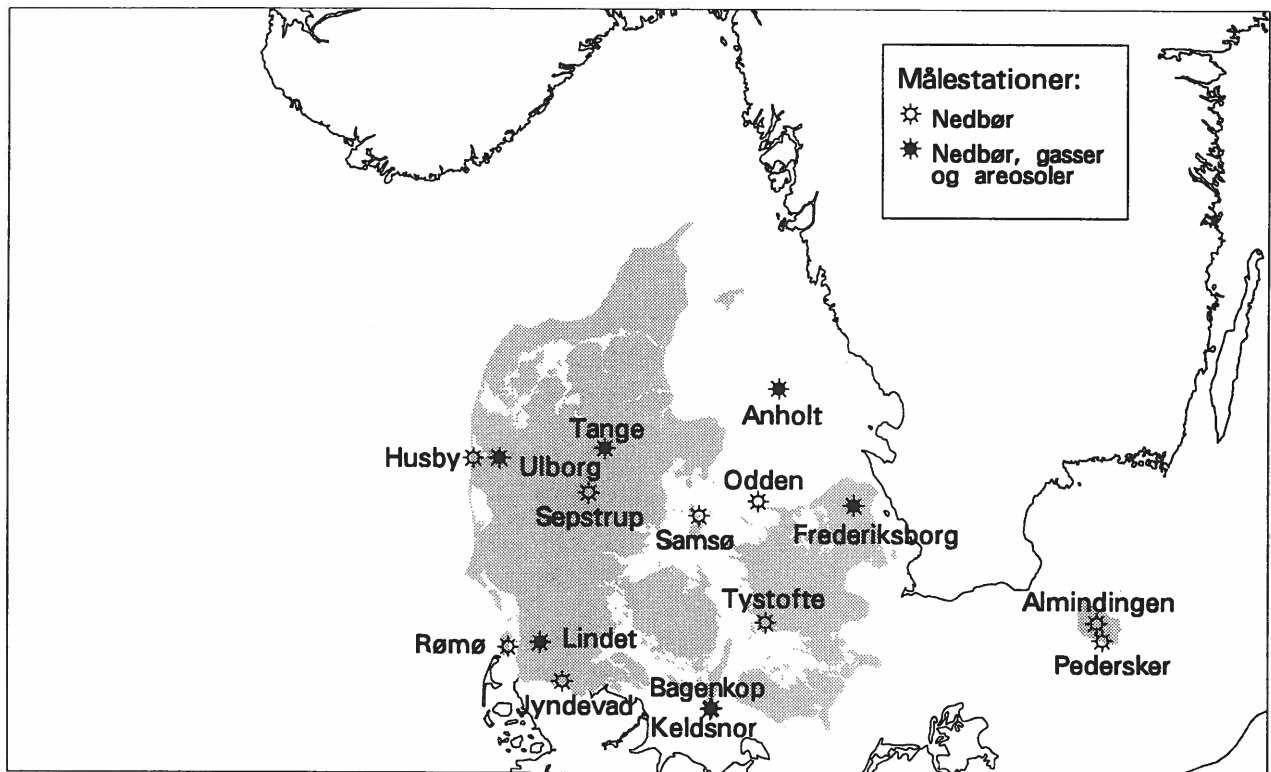 Målestationer:
Nedbør
Nedbør, gasser
og areosoler
Anholt
Tange
Husby
Ulborg
Odden
Sepstrup
Samsø
Frederiksborg
Tystofte
Almindingen
Rømø
Lindet
Pedersker
Bagenkop
Jyndevad
Keldsnor